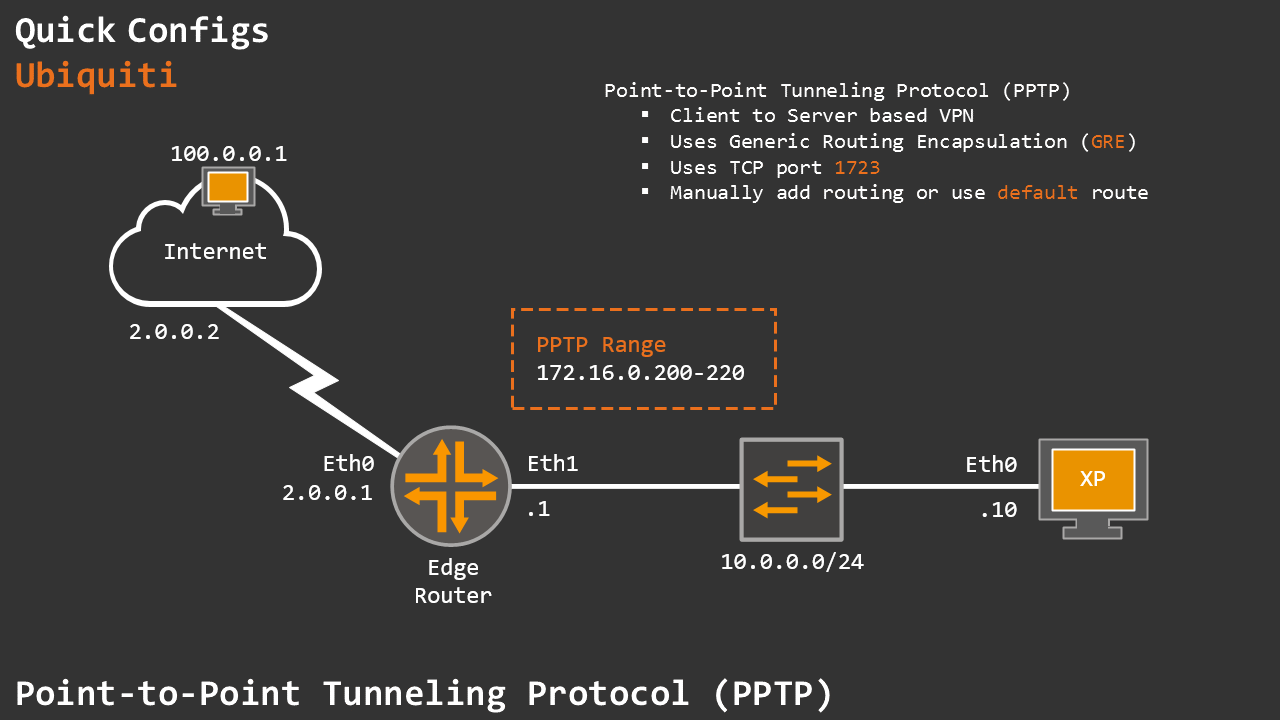 Quick Configs
Ubiquiti
Point-to-Point Tunneling Protocol (PPTP)
▪ Client to Server based VPN
▪ Uses Generic Routing Encapsulation (GRE)
▪ Uses TCP port 1723
▪ Manually add routing or use default route
100.0.0.1
Internet
2.0.0.2
PPTP Range
172.16.0.200-220
Eth0
2.0.0.1
Eth1
.1
Edge
Router
10.0.0.0/24
Eth0
.10
XP
Point-to-Point Tunneling Protocol (PPTP)